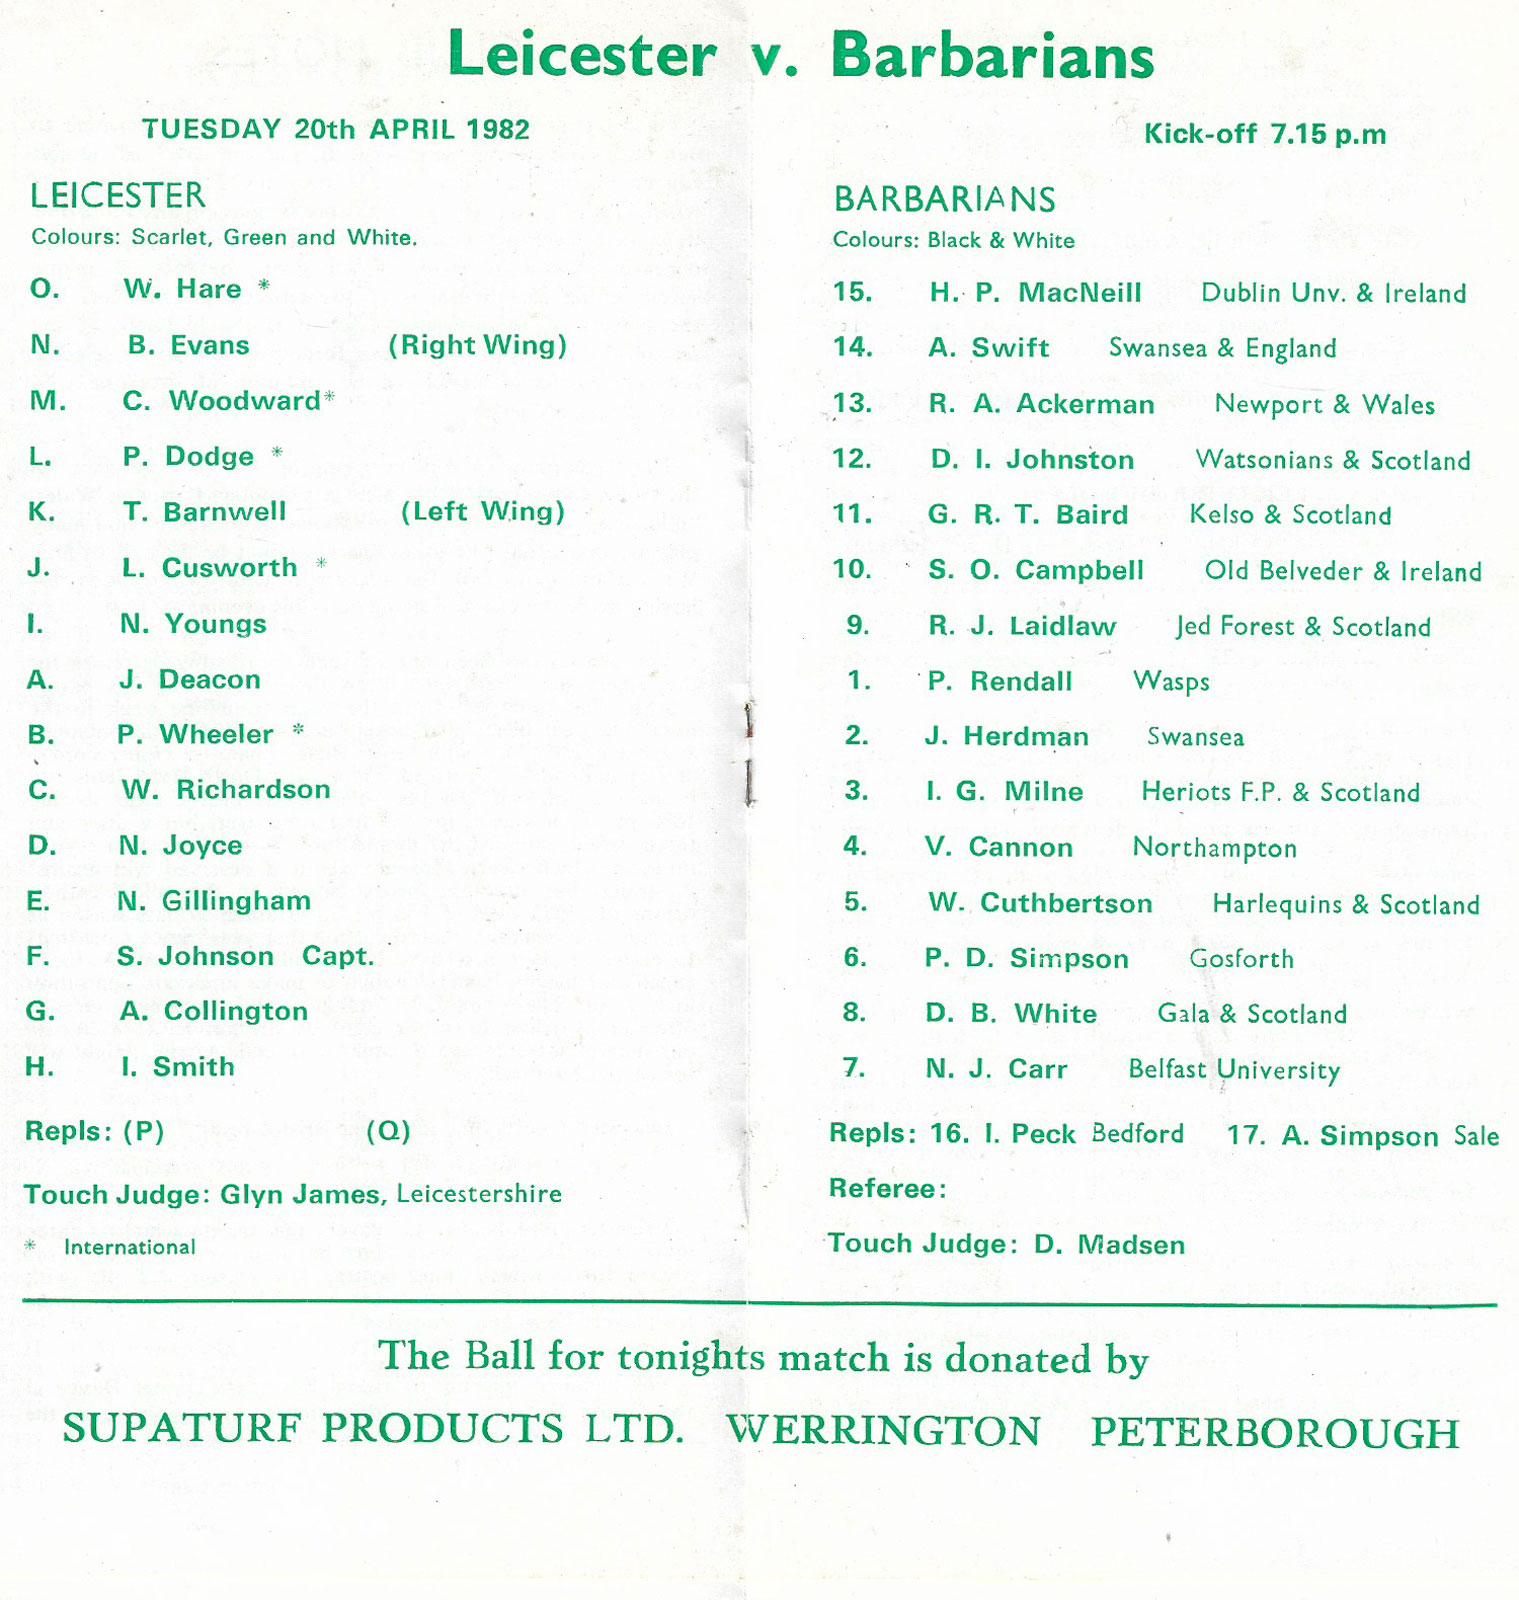 Leicester v. Barbarians
TUESDAY 20th APRIL 1982
Kick-off 7.15 p.m
LEICESTER
Colours: Scarlet, Green and White.
O. W. Hare *
N. B. Evans (Right Wing)
M. C. Woodward*
L. P. Dodge *
K. T. Barnwell (Left Wing)
J. L. Cusworth *
I. N. Youngs
A. J. Deacon
B. P. Wheeler *
C. W. Richardson
D. N. Joyce
E. N. Gillingham
F. S. Johnson Capt.
G. A. Collington
H. I. Smith
Repls: (P) (Q)
Touch Judge: Glyn James, Leicestershire
* International
BARBARIANS
Colours: Black & White
15. H. P. MacNeill Dublin Unv. & Ireland
14. A. Swift Swansea & England
13. R. A. Ackerman Newport & Wales
12. D. I. Johnston Watsonians & Scotland
11. G. R. T. Baird Kelso & Scotland
10. S. O. Campbell Old Belveder & Ireland
9. R. J. Laidlaw Jed Forest & Scotland
1. P. Rendall Wasps
2. J. Herdman Swansea
3. I. G. Milne Heriots F.P. & Scotland
4. V. Cannon Northampton
5. W. Cuthbertson Harlequins & Scotland
6. P. D. Simpson Gosforth
8. D. B. White Gala & Scotland
7. N. J. Carr Belfast University
Repls: 16. I. Peck Bedford 17. A. Simpson Sale
Referee:
Touch Judge: D. Madsen
The Ball for tonights match is donated by
SUPATURF PRODUCTS LTD. WERRINGTON PETERBOROUGH